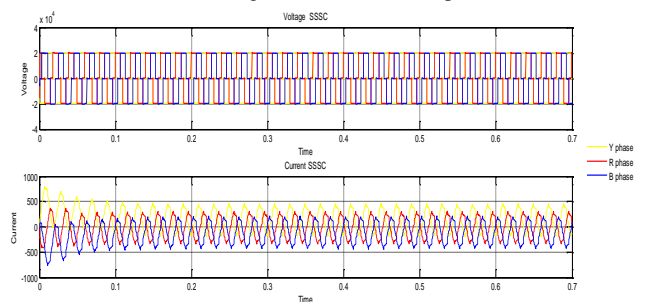 Voltage SSSC
x 10^4
4
2
0
-2
-4
Voltage
0 0.1 0.2 0.3 0.4 0.5 0.6 0.7
Time
Current SSSC
1000
500
0
-500
-1000
Current
0 0.1 0.2 0.3 0.4 0.5 0.6 0.7
Time
Y phase
R phase
B phase